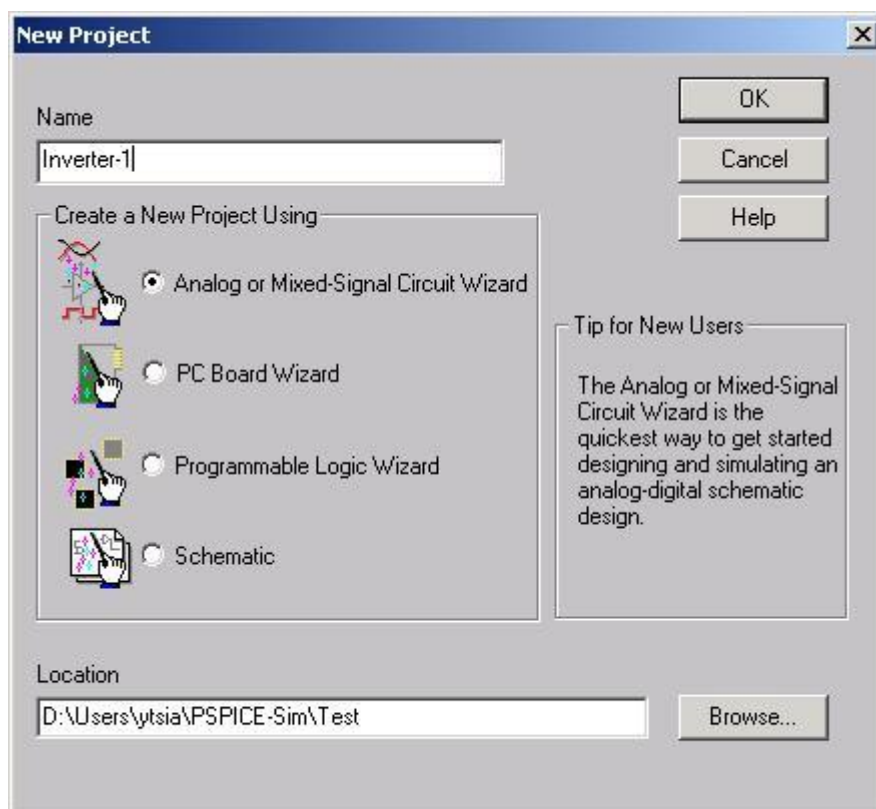 New Project
Name
Inverter-1
OK
Cancel
Help
Create a New Project Using
Analog or Mixed-Signal Circuit Wizard
PC Board Wizard
Programmable Logic Wizard
Schematic
Tip for New Users
The Analog or Mixed-Signal
Circuit Wizard is the
quickest way to get started
designing and simulating an
analog-digital schematic
design.
Location
D:\Users\ytsia\PSPICE-Sim\Test
Browse...